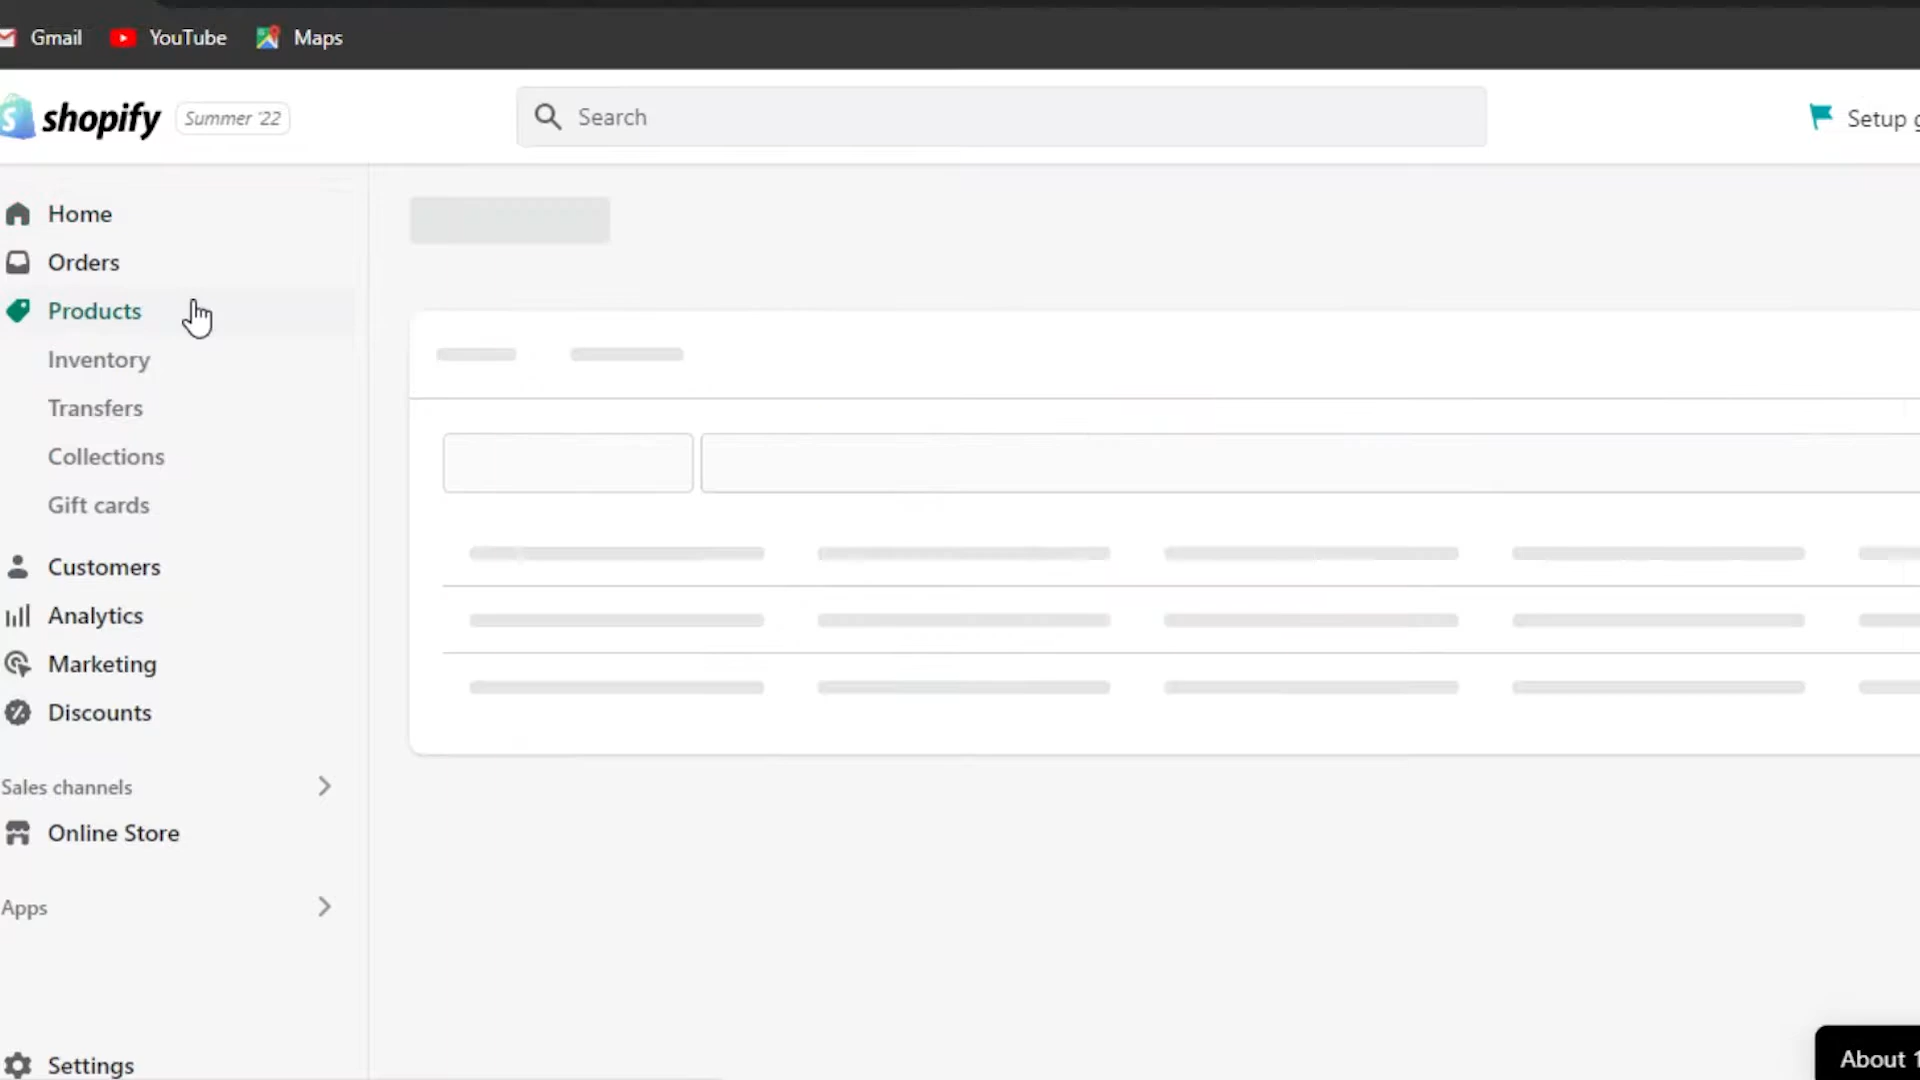 Gmail
YouTube
Maps
shopify
Summer '22
Search
Setup
Home
Orders
Products
Inventory
Transfers
Collections
Gift cards
Customers
Analytics
Marketing
Discounts
Sales channels
Online Store
Apps
Settings
About